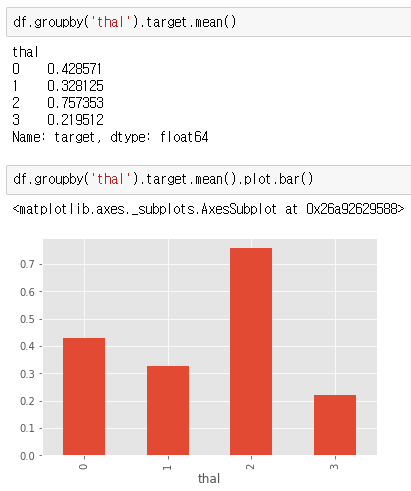 df.groupby('thal').target.mean()
thal
0    0.428571
1    0.328125
2    0.757353
3    0.219512
Name: target, dtype: float64
df.groupby('thal').target.mean().plot.bar()
<matplotlib.axes._subplots.AxesSubplot at 0x26a92629588>
0.7
0.6
0.5
0.4
0.3
0.2
0.1
0.0
0 1 2 3
thal